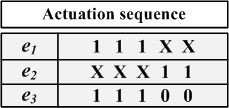 Actuation sequence
e1 1 1 1 X X
e2 X X X 1 1
e3 1 1 1 0 0